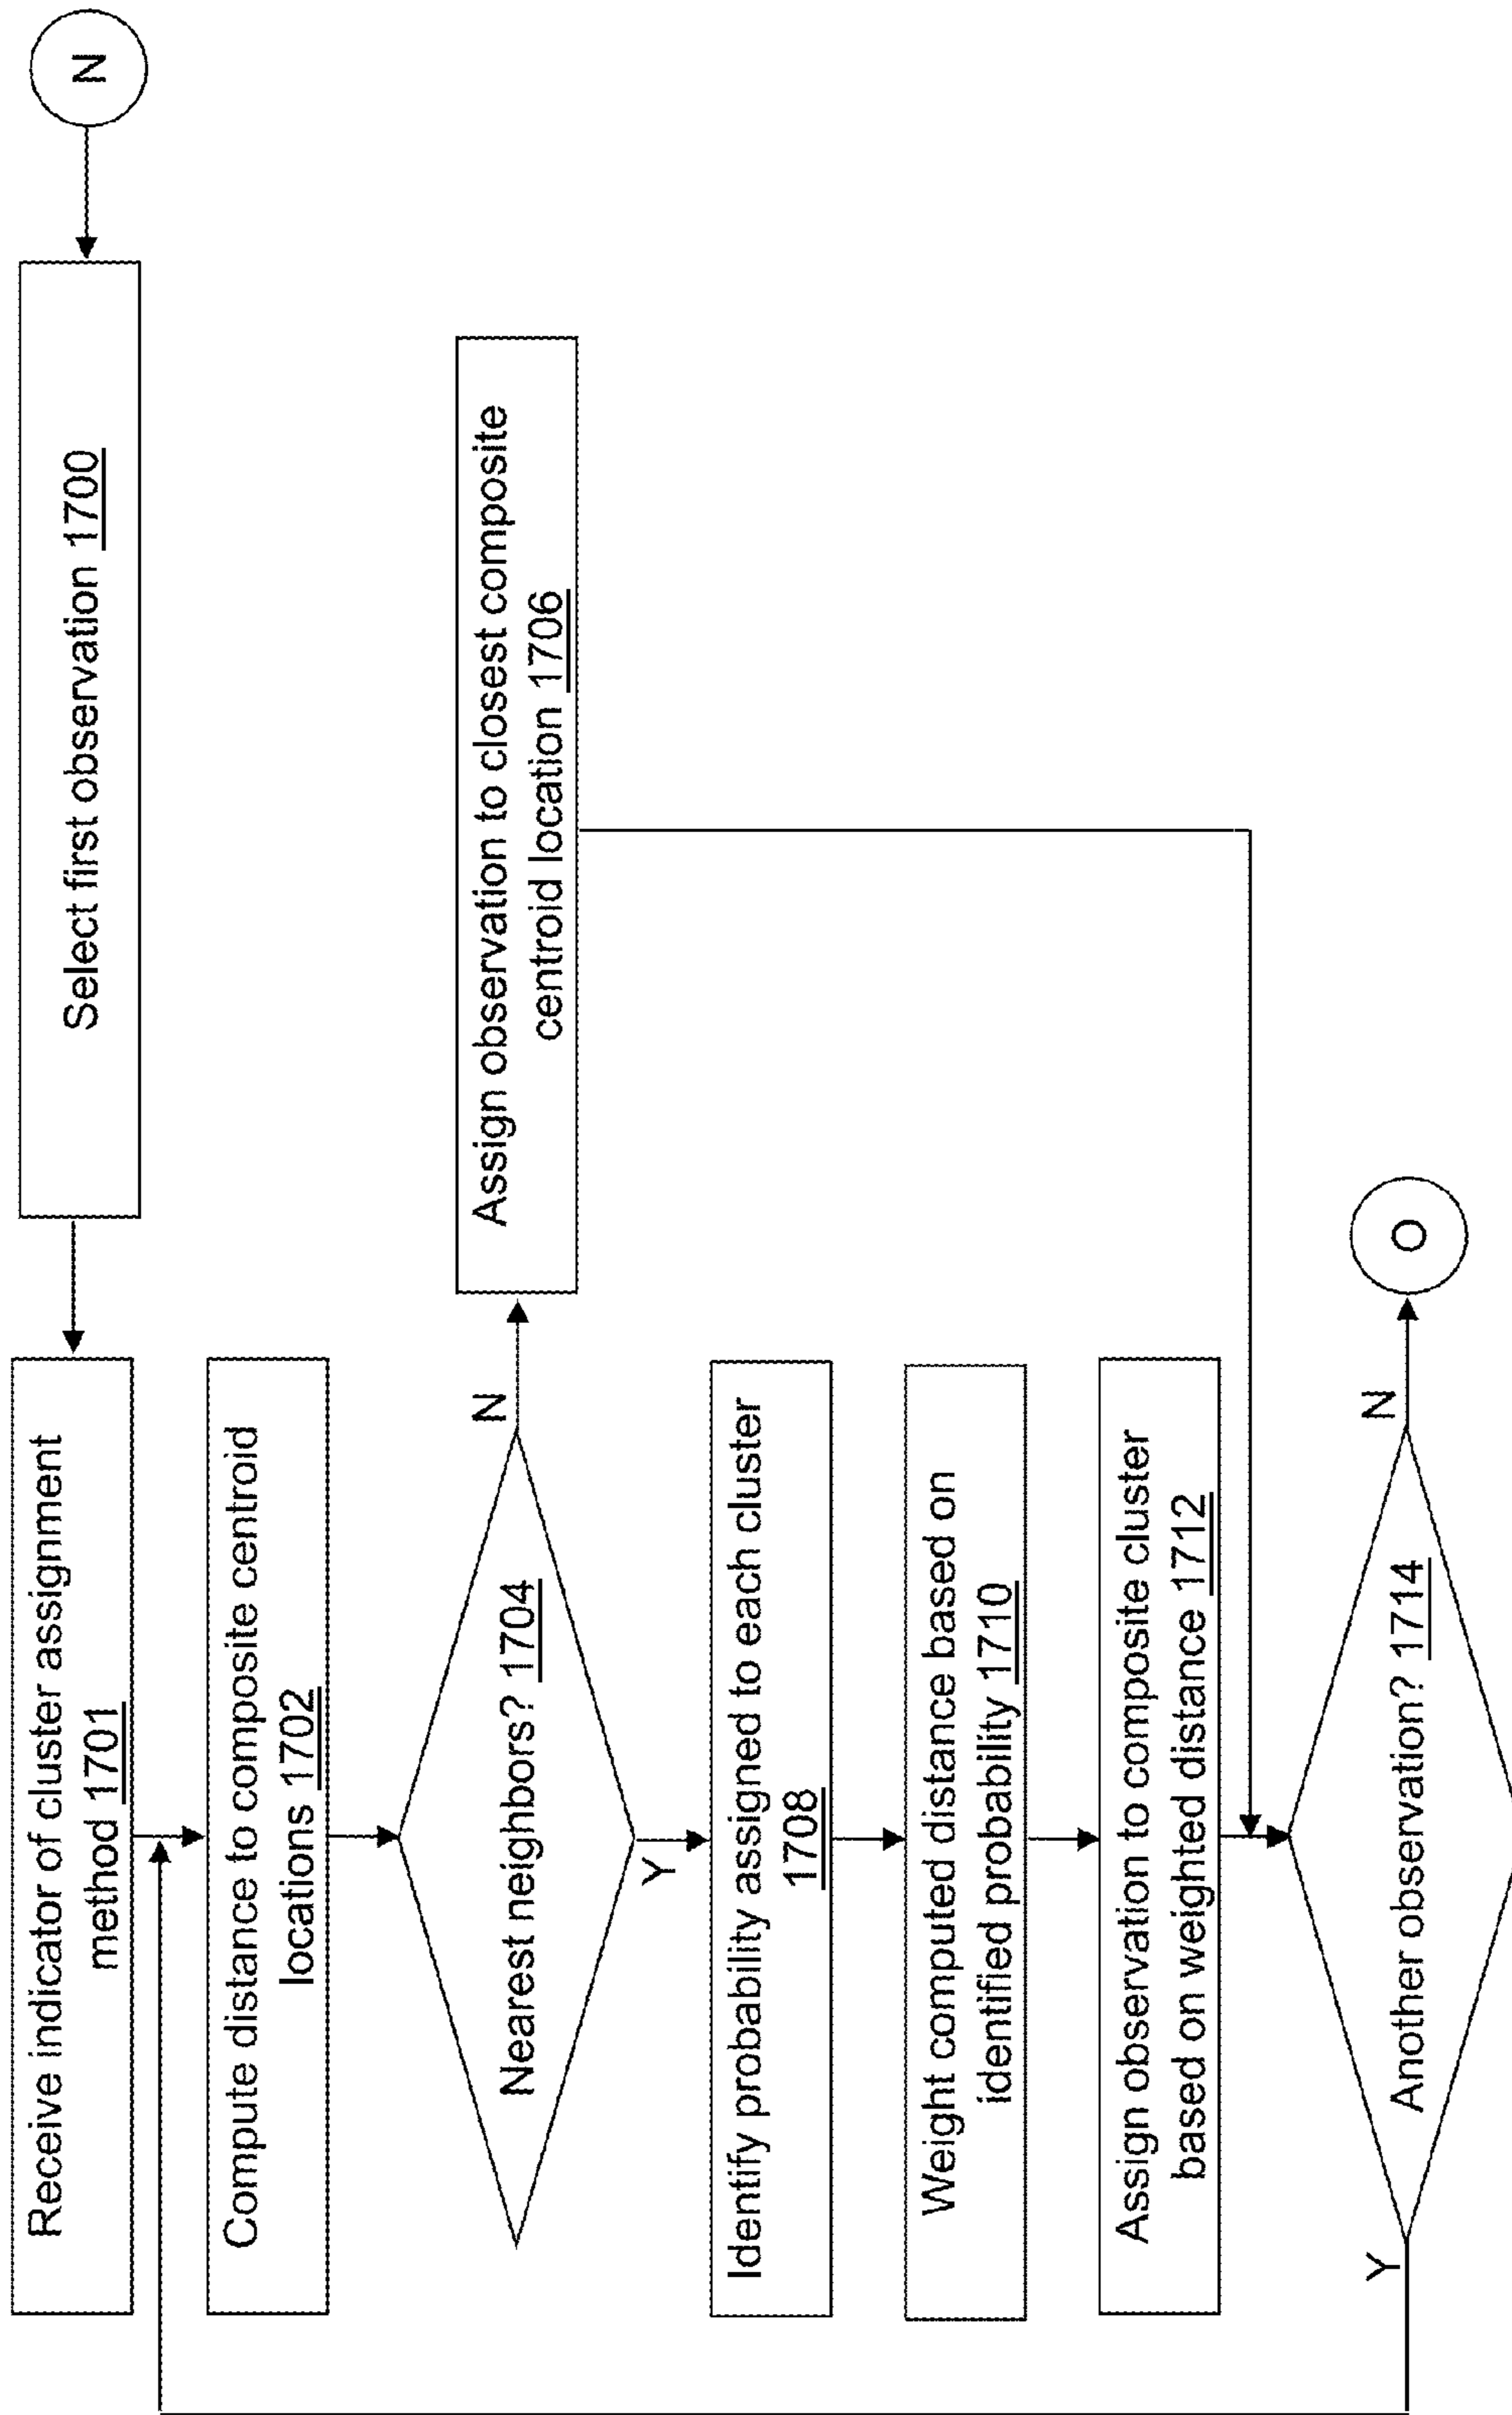 N
Select first observation 1700
Receive indicator of cluster assignment
method 1701
Compute distance to composite centroid
locations 1702
Nearest neighbors? 1704
N
Assign observation to closest composite
centroid location 1706
Y
Identify probability assigned to each cluster
1708
Weight computed distance based on
identified probability 1710
Assign observation to composite cluster
based on weighted distance 1712
Another observation? 1714
N
O
Y